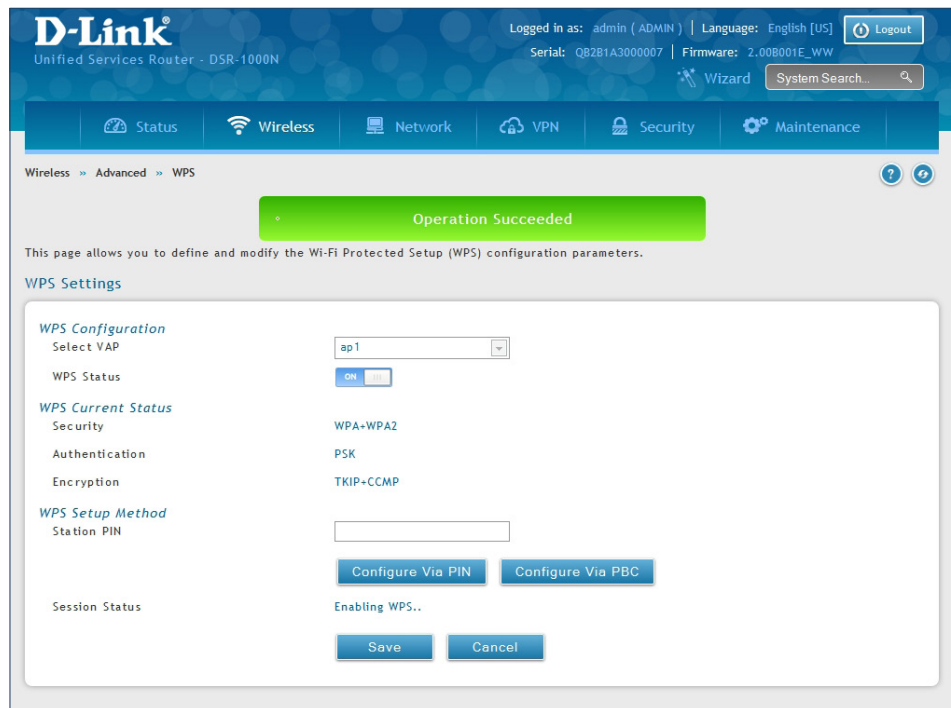 D-Link®
Unified Services Router - DSR-1000N
Logged in as: admin ( ADMIN ) | Language: English [US]
Logout
Serial: QB2B1A3000007 | Firmware: 2.00B001E_WW
Wizard
System Search...
Status
Wireless
Network
VPN
Security
Maintenance
Wireless » Advanced » WPS
?
Operation Succeeded
This page allows you to define and modify the Wi-Fi Protected Setup (WPS) configuration parameters.
WPS Settings
WPS Configuration
Select VAP
ap1
WPS Status
ON
WPS Current Status
Security
WPA+WPA2
Authentication
PSK
Encryption
TKIP+CCMP
WPS Setup Method
Station PIN
Configure Via PIN
Configure Via PBC
Session Status
Enabling WPS..
Save
Cancel